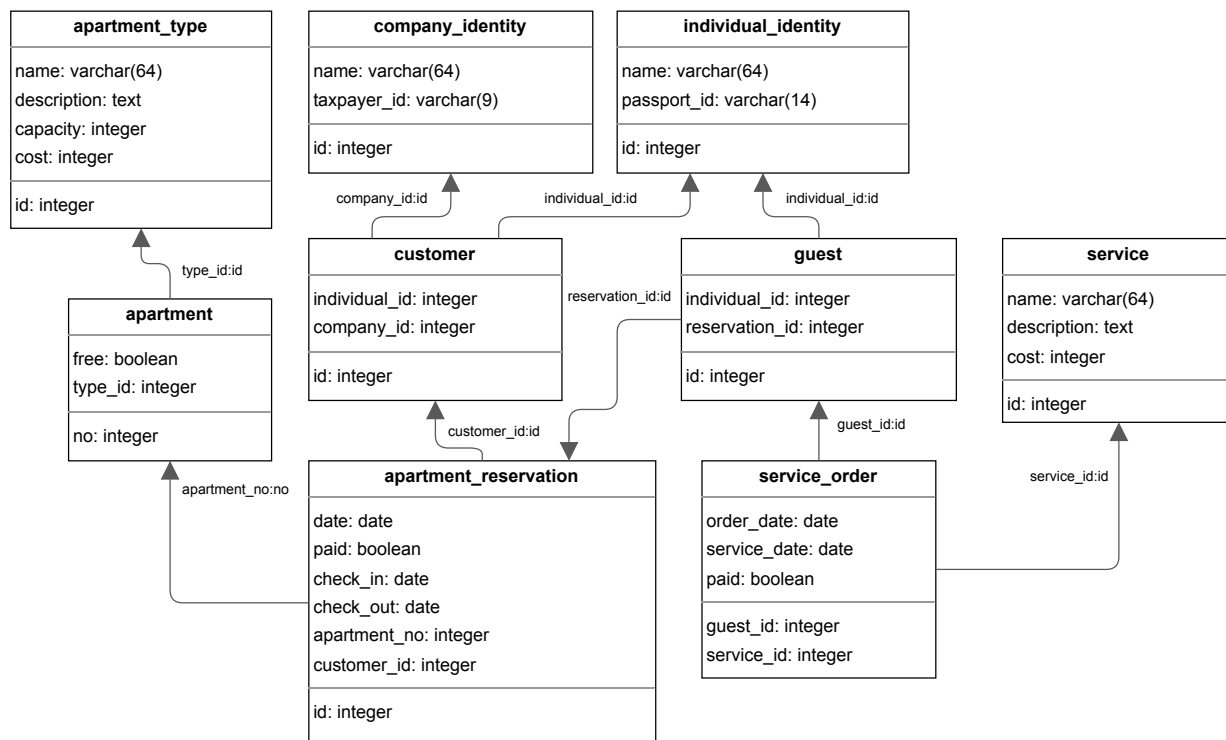 apartment_type
name: varchar(64)
description: text
capacity: integer
cost: integer
id: integer
company_identity
name: varchar(64)
taxpayer_id: varchar(9)
id: integer
individual_identity
name: varchar(64)
passport_id: varchar(14)
id: integer
company_id:id
individual_id:id
individual_id:id
type_id:id
apartment
free: boolean
type_id: integer
no: integer
customer
individual_id: integer
company_id: integer
id: integer
reservation_id:id
guest
individual_id: integer
reservation_id: integer
id: integer
service
name: varchar(64)
description: text
cost: integer
id: integer
customer_id:id
guest_id:id
apartment_no:no
service_id:id
apartment_reservation
date: date
paid: boolean
check_in: date
check_out: date
apartment_no: integer
customer_id: integer
id: integer
service_order
order_date: date
service_date: date
paid: boolean
guest_id: integer
service_id: integer